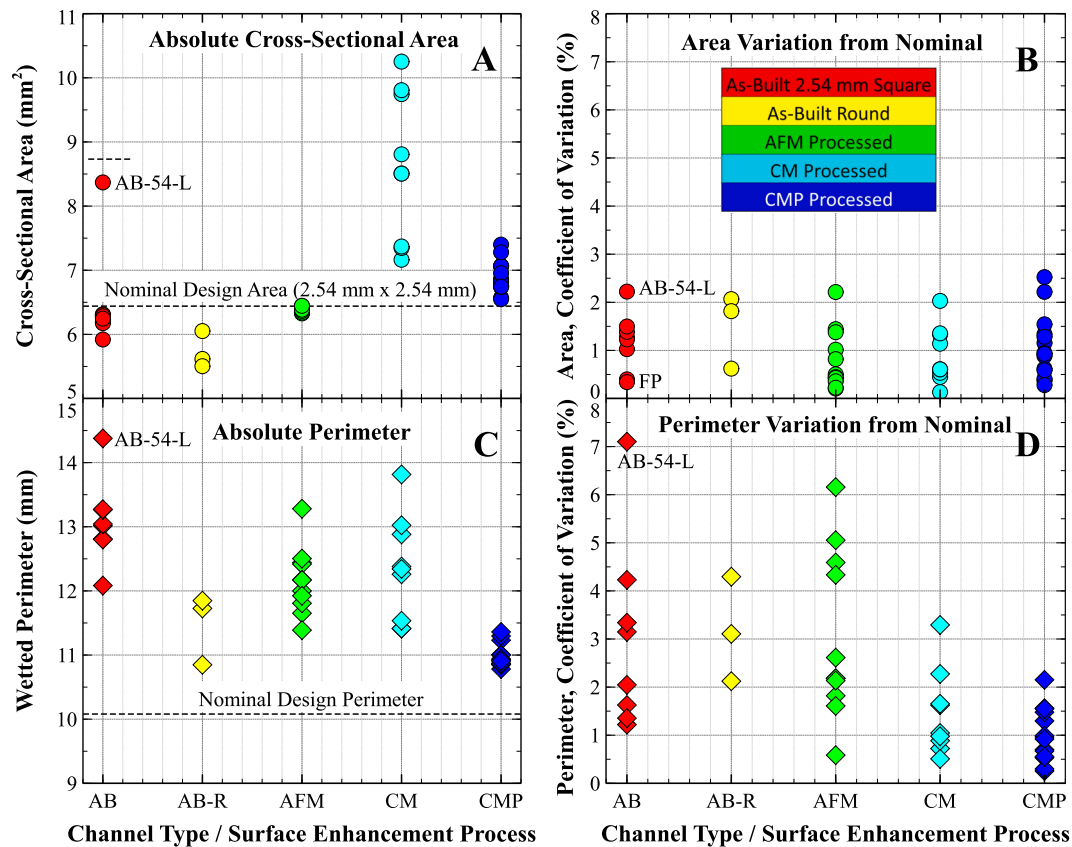 Absolute Cross-Sectional Area
A
Cross-Sectional Area (mm²)
11
10
9
8
7
6
5
AB-54-L
Nominal Design Area (2.54 mm x 2.54 mm)
Area Variation from Nominal
B
Area, Coefficient of Variation (%)
8
7
6
5
4
3
2
1
0
As-Built 2.54 mm Square
As-Built Round
AFM Processed
CM Processed
CMP Processed
AB-54-L
FP
Absolute Perimeter
C
Wetted Perimeter (mm)
15
14
13
12
11
10
9
AB-54-L
Nominal Design Perimeter
AB AB-R AFM CM CMP
Channel Type / Surface Enhancement Process
Perimeter Variation from Nominal
D
Perimeter, Coefficient of Variation (%)
8
7
6
5
4
3
2
1
0
AB-54-L
AB AB-R AFM CM CMP
Channel Type / Surface Enhancement Process